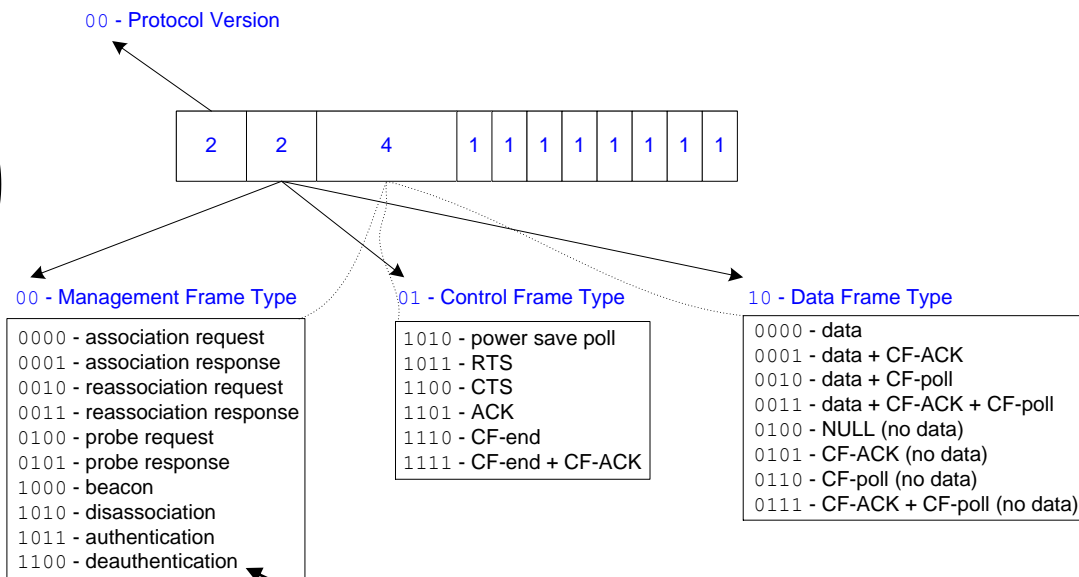 00 - Protocol Version
2 2 4 1 1 1 1 1 1 1 1
00 - Management Frame Type
0000 - association request
0001 - association response
0010 - reassociation request
0011 - reassociation response
0100 - probe request
0101 - probe response
1000 - beacon
1010 - disassociation
1011 - authentication
1100 - deauthentication
01 - Control Frame Type
1010 - power save poll
1011 - RTS
1100 - CTS
1101 - ACK
1110 - CF-end
1111 - CF-end + CF-ACK
10 - Data Frame Type
0000 - data
0001 - data + CF-ACK
0010 - data + CF-poll
0011 - data + CF-ACK + CF-poll
0100 - NULL (no data)
0101 - CF-ACK (no data)
0110 - CF-poll (no data)
0111 - CF-ACK + CF-poll (no data)